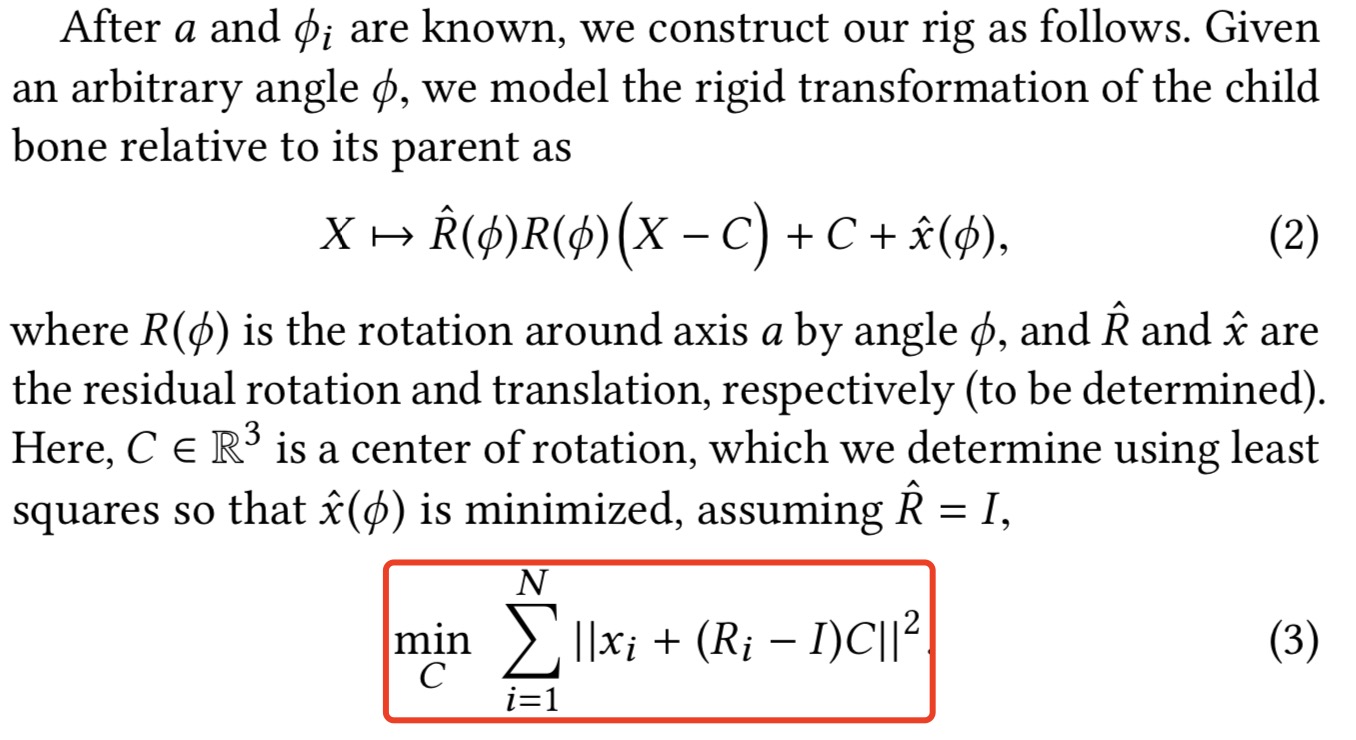 After a and ϕᵢ are known, we construct our rig as follows. Given
an arbitrary angle ϕ, we model the rigid transformation of the child
bone relative to its parent as
X ↦ R̂(ϕ)R(ϕ)(X − C) + C + x̂(ϕ), (2)
where R(ϕ) is the rotation around axis a by angle ϕ, and R̂ and x̂ are
the residual rotation and translation, respectively (to be determined).
Here, C ∈ ℝ³ is a center of rotation, which we determine using least
squares so that x̂(ϕ) is minimized, assuming R̂ = I,
min_C ∑_{i=1}^{N} ||xᵢ + (Rᵢ − I)C||². (3)